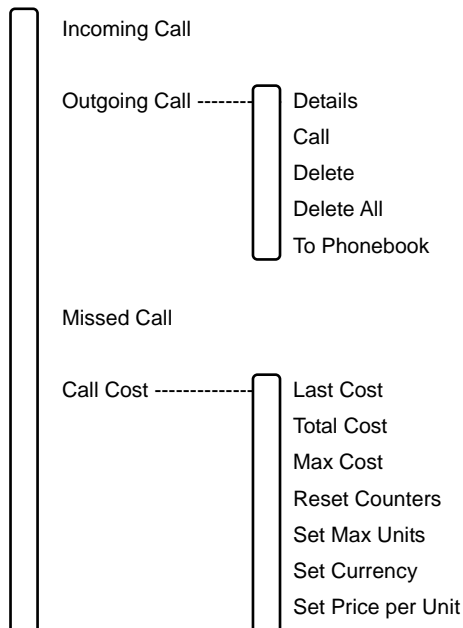 Incoming Call
Outgoing Call
Details
Call
Delete
Delete All
To Phonebook
Missed Call
Call Cost
Last Cost
Total Cost
Max Cost
Reset Counters
Set Max Units
Set Currency
Set Price per Unit